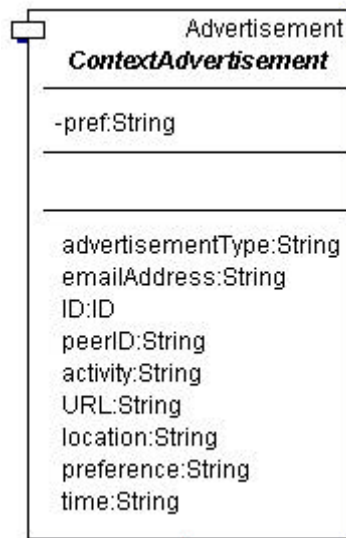 Advertisement
ContextAdvertisement
-pref:String
advertisementType:String
emailAddress:String
ID:ID
peerID:String
activity:String
URL:String
location:String
preference:String
time:String